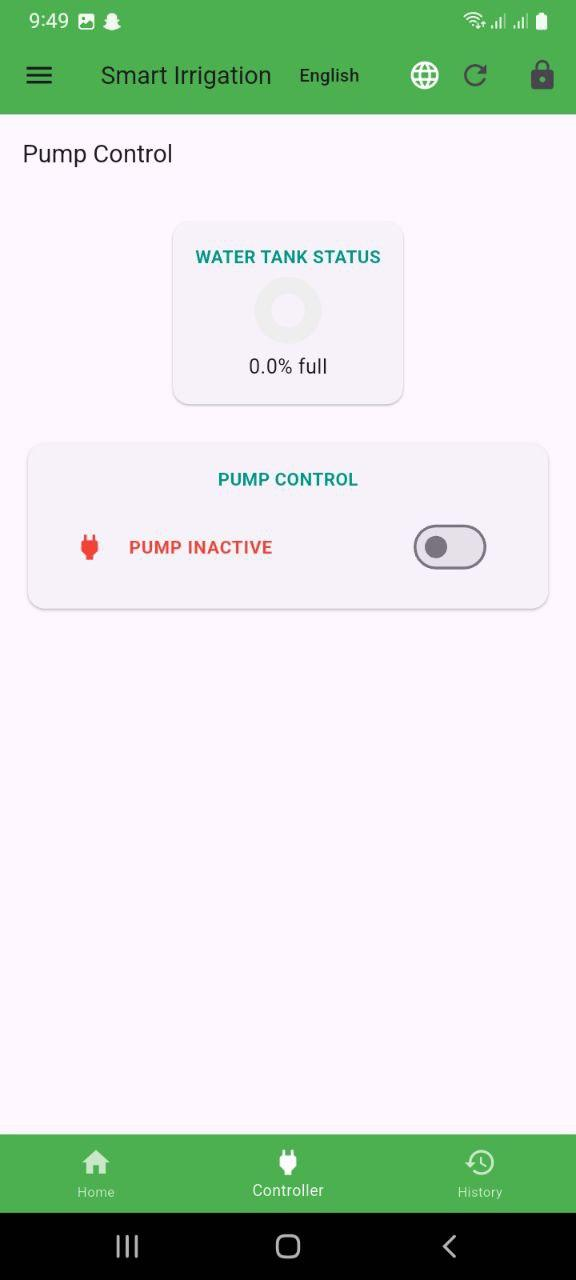 9:49
Smart Irrigation English
Pump Control
WATER TANK STATUS
0.0% full
PUMP CONTROL
PUMP INACTIVE
Home Controller History